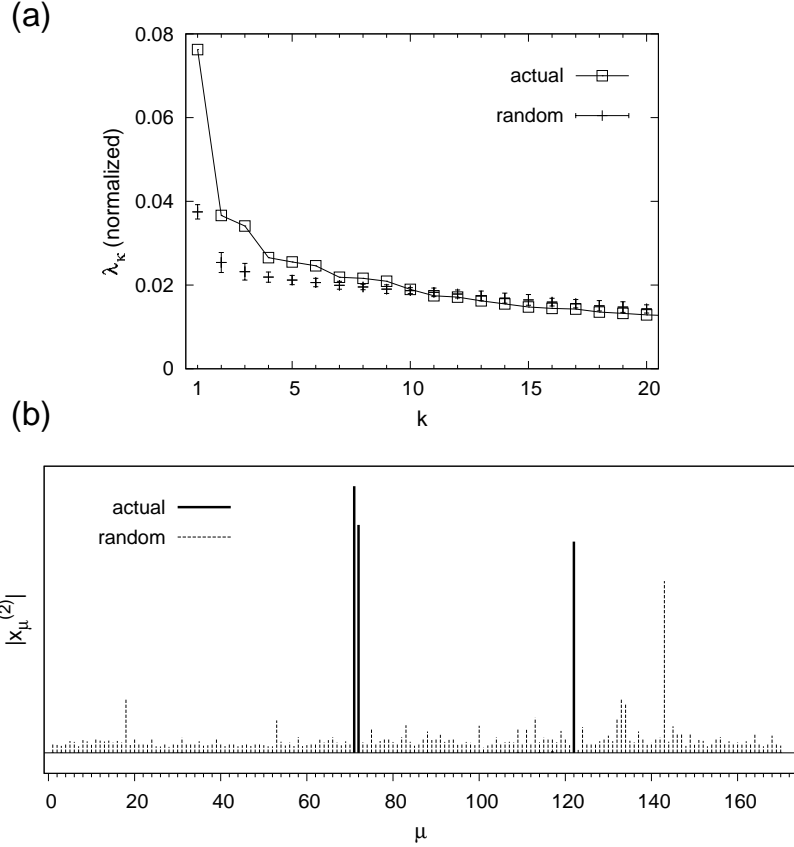 (a)
0.08
0.06
0.04
0.02
0
λκ (normalized)
actual
random
1 5 10 15 20
k
(b)
actual
random
|xμ(2)|
0 20 40 60 80 100 120 140 160
μ